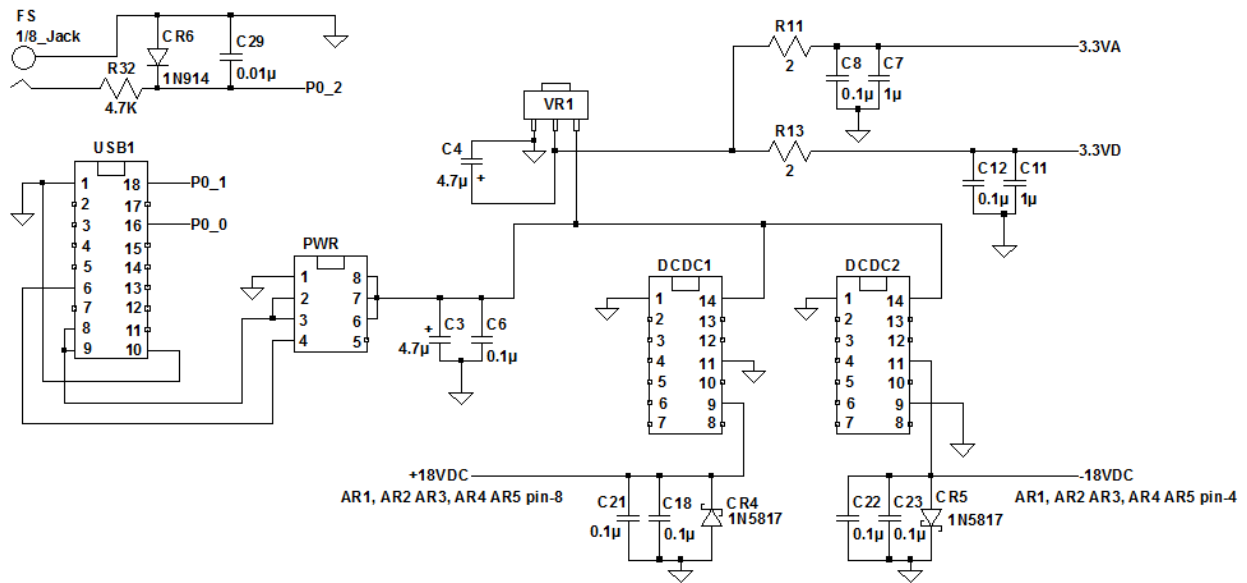 FS
1/8_Jack
CR6
1N914
C29
0.01µ
R32
4.7K
P0_2
R11
2
3.3VA
C8
0.1µ
C7
1µ
VR1
C4
4.7µ
+
R13
2
3.3VD
C12
0.1µ
C11
1µ
USB1
1 18 P0_1
2 17
3 16 P0_0
4 15
5 14
6 13
7 12
8 11
9 10
PWR
1 8
2 7
3 6
4 5
+
C3
4.7µ
C6
0.1µ
DCDC1
1 14
2 13
3 12
4 11
5 10
6 9
7 8
DCDC2
1 14
2 13
3 12
4 11
5 10
6 9
7 8
+18VDC
AR1, AR2 AR3, AR4 AR5 pin-8
C21
0.1µ
C18
0.1µ
CR4
1N5817
C22
0.1µ
C23
0.1µ
CR5
1N5817
-18VDC
AR1, AR2 AR3, AR4 AR5 pin-4